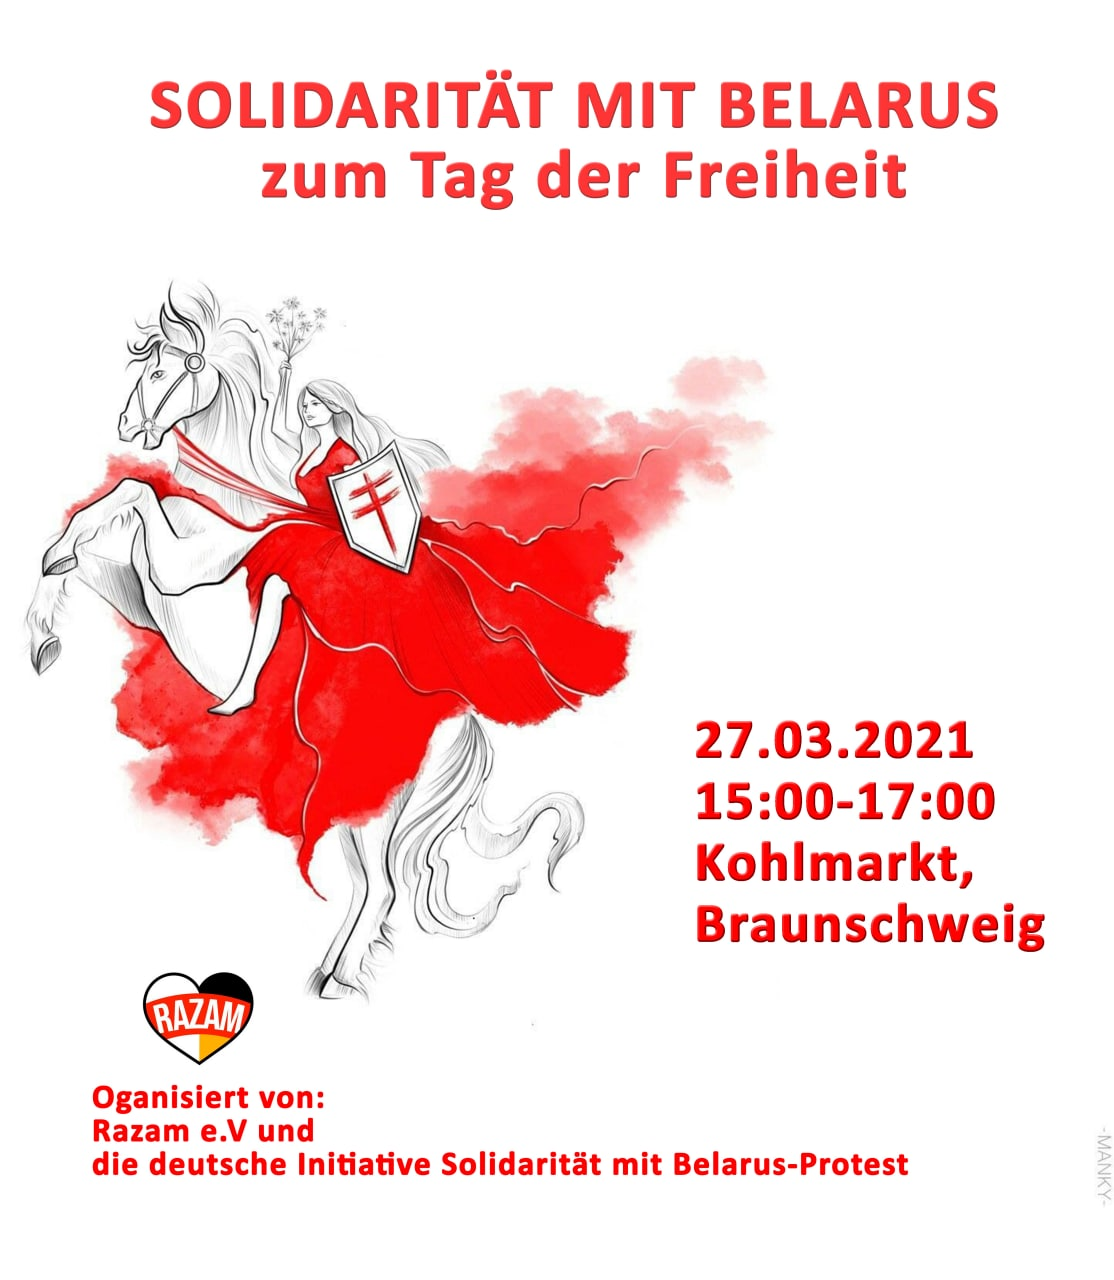 SOLIDARITÄT MIT BELARUS
zum Tag der Freiheit
27.03.2021
15:00-17:00
Kohlmarkt,
Braunschweig
RAZAM
Oganisiert von:
Razam e.V und
die deutsche Initiative Solidarität mit Belarus-Protest
-MANKY-